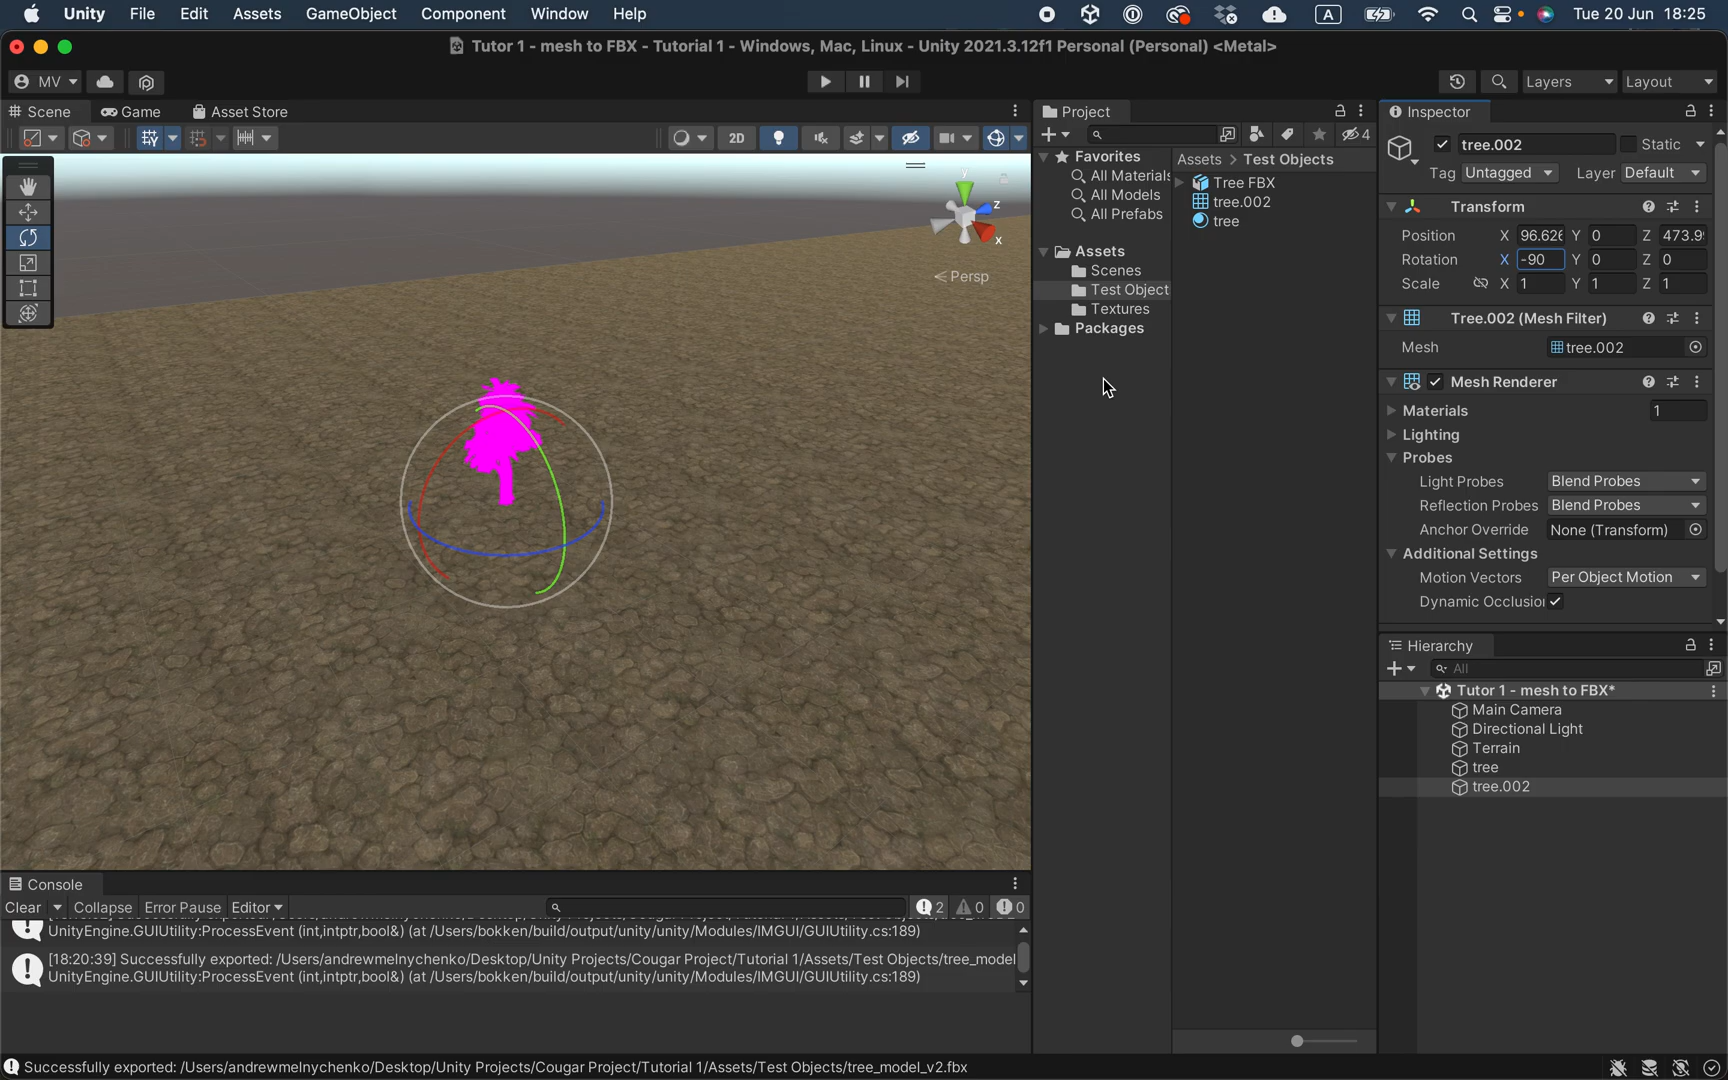 Unity File Edit Assets GameObject Component Window Help A Tue 20 Jun 18:25
Tutor 1 - mesh to FBX - Tutorial 1 - Windows, Mac, Linux - Unity 2021.3.12f1 Personal (Personal) <Metal>
MV Layers Layout
Scene Game Asset Store
2D
y
z
x
Persp
Project
4
Favorites
All Materials
All Models
All Prefabs
Assets
Scenes
Test Object
Textures
Packages
Assets > Test Objects
Tree FBX
tree.002
tree
Inspector
tree.002 Static
Tag Untagged Layer Default
Transform
Position X 96.626 Y 0 Z 473.9
Rotation X -90 Y 0 Z 0
Scale X 1 Y 1 Z 1
Tree.002 (Mesh Filter)
Mesh tree.002
Mesh Renderer
Materials 1
Lighting
Probes
Light Probes Blend Probes
Reflection Probes Blend Probes
Anchor Override None (Transform)
Additional Settings
Motion Vectors Per Object Motion
Dynamic Occlusion
Hierarchy
All
Tutor 1 - mesh to FBX*
Main Camera
Directional Light
Terrain
tree
tree.002
Console
Clear Collapse Error Pause Editor 2 0 0
UnityEngine.GUIUtility:ProcessEvent (int,intptr,bool&) (at /Users/bokken/build/output/unity/unity/Modules/IMGUI/GUIUtility.cs:189)
[18:20:39] Successfully exported: /Users/andrewmelnychenko/Desktop/Unity Projects/Cougar Project/Tutorial 1/Assets/Test Objects/tree_model
UnityEngine.GUIUtility:ProcessEvent (int,intptr,bool&) (at /Users/bokken/build/output/unity/unity/Modules/IMGUI/GUIUtility.cs:189)
Successfully exported: /Users/andrewmelnychenko/Desktop/Unity Projects/Cougar Project/Tutorial 1/Assets/Test Objects/tree_model_v2.fbx